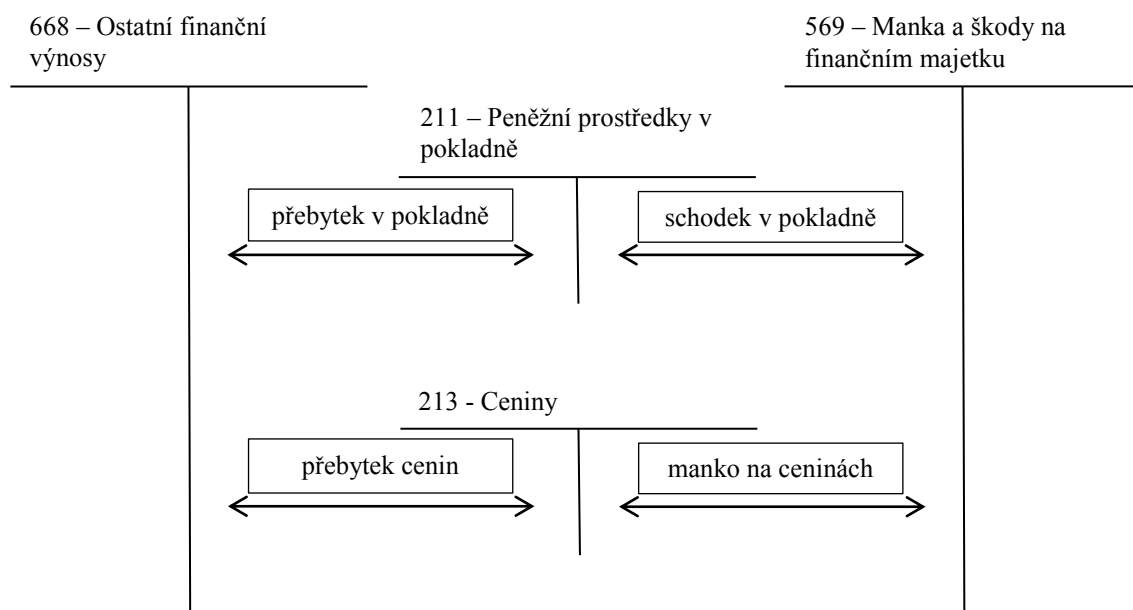 668 – Ostatní finanční
výnosy
569 – Manka a škody na
finančním majetku
211 – Peněžní prostředky v
pokladně
přebytek v pokladně
schodek v pokladně
213 - Ceniny
přebytek cenin
manko na ceninách